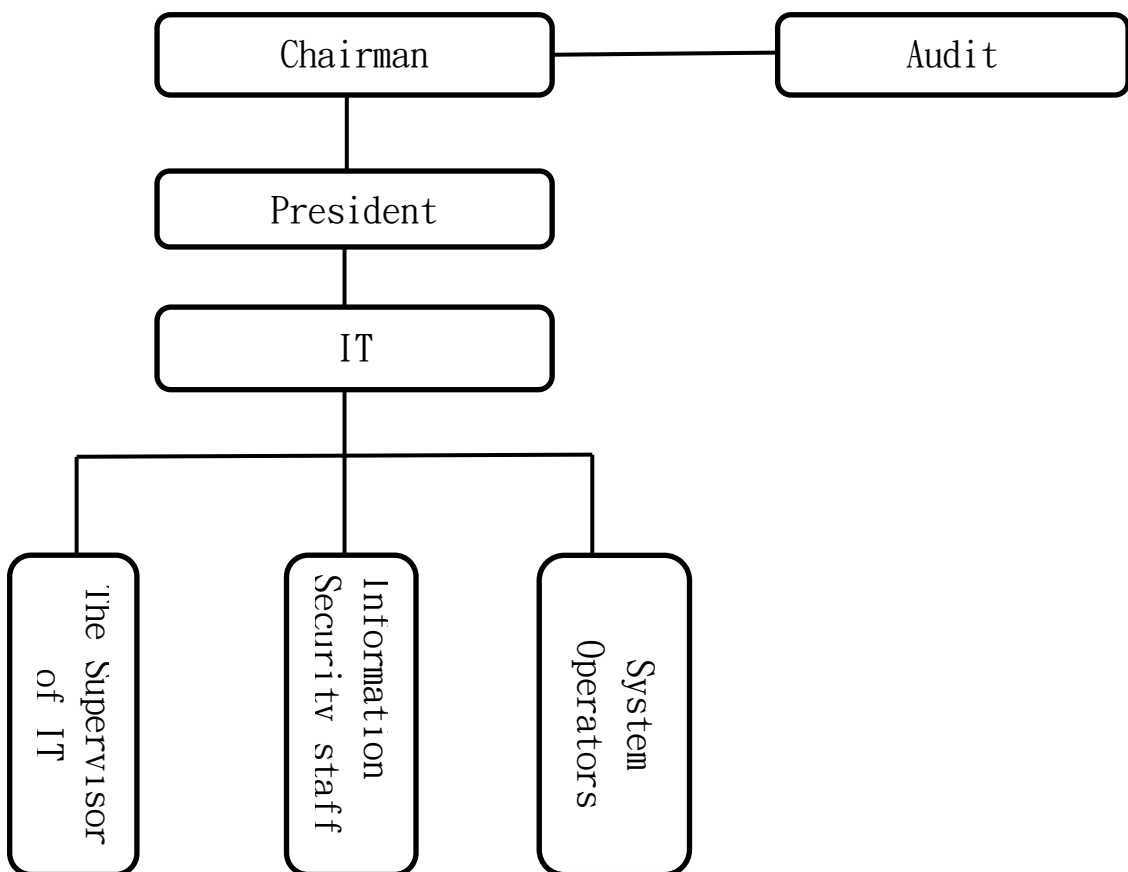 Chairman
Audit
President
IT
The Supervisor
of IT
Information
Security staff
System
Operators